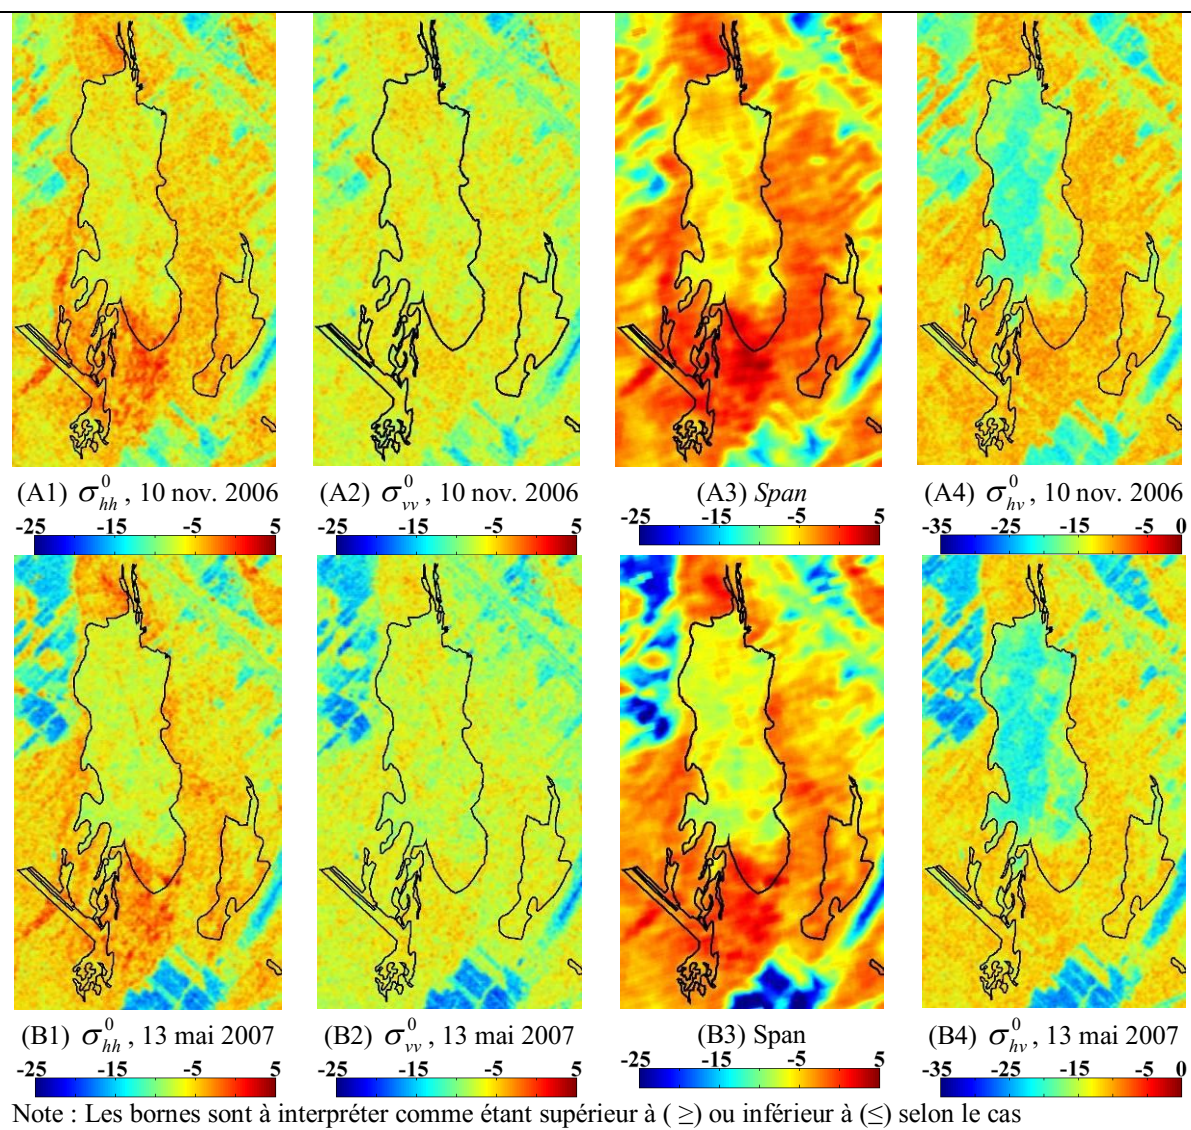 (A1) σ⁰hh , 10 nov. 2006 (A2) σ⁰vv , 10 nov. 2006 (A3) Span (A4) σ⁰hv , 10 nov. 2006
-25 -15 -5 5 -25 -15 -5 5 -25 -15 -5 5 -35 -15 0
(B1) σ⁰hh , 13 mai 2007 (B2) σ⁰vv , 13 mai 2007 (B3) Span (B4) σ⁰hv , 13 mai 2007
-25 -15 -5 5 -25 -15 -5 5 -25 -15 -5 5 -35 -15 0
Note : Les bornes sont à interpréter comme étant supérieur à ( ≥) ou inférieur à (≤) selon le cas